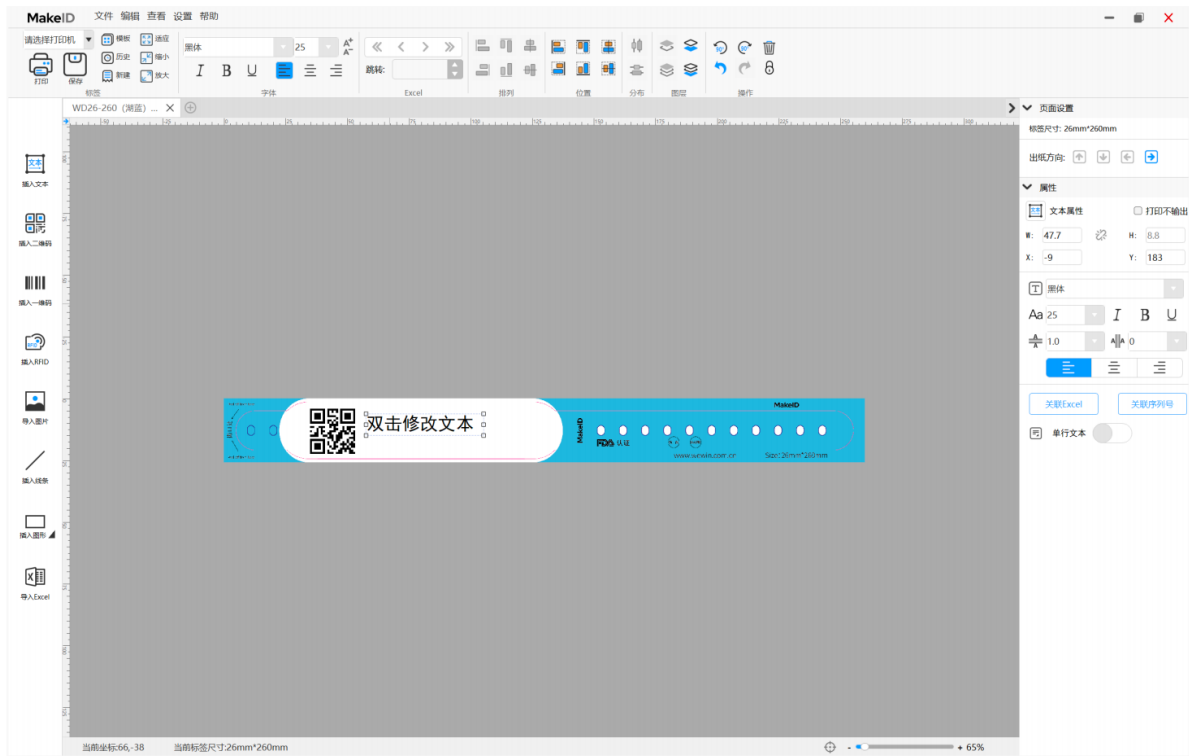 MakeID 文件 编辑 查看 设置 帮助
请选择打印机
模板 适应
历史 缩小
新建 放大
打印 保存
标签
黑体 25 A+ A-
I B U
字体
跳转:
Excel
排列
位置
分布
图层
90° 90°
操作
WD26-260（湖蓝）...
插入文本
插入二维码
插入一维码
插入RFID
导入图片
插入线条
插入图形
导入Excel
双击修改文本
MakeID
MakeID
FDA 认证
www.wewin.com.cn
Size: 26mm*260mm
页面设置
标签尺寸: 26mm*260mm
出纸方向:
属性
文本 文本属性 打印不输出
W: 47.7 H: 8.8
X: -9 Y: 183
T 黑体
Aa 25 I B U
1.0 0
关联Excel 关联序列号
单行文本
当前坐标:66,-38 当前标签尺寸:26mm*260mm
- + 65%